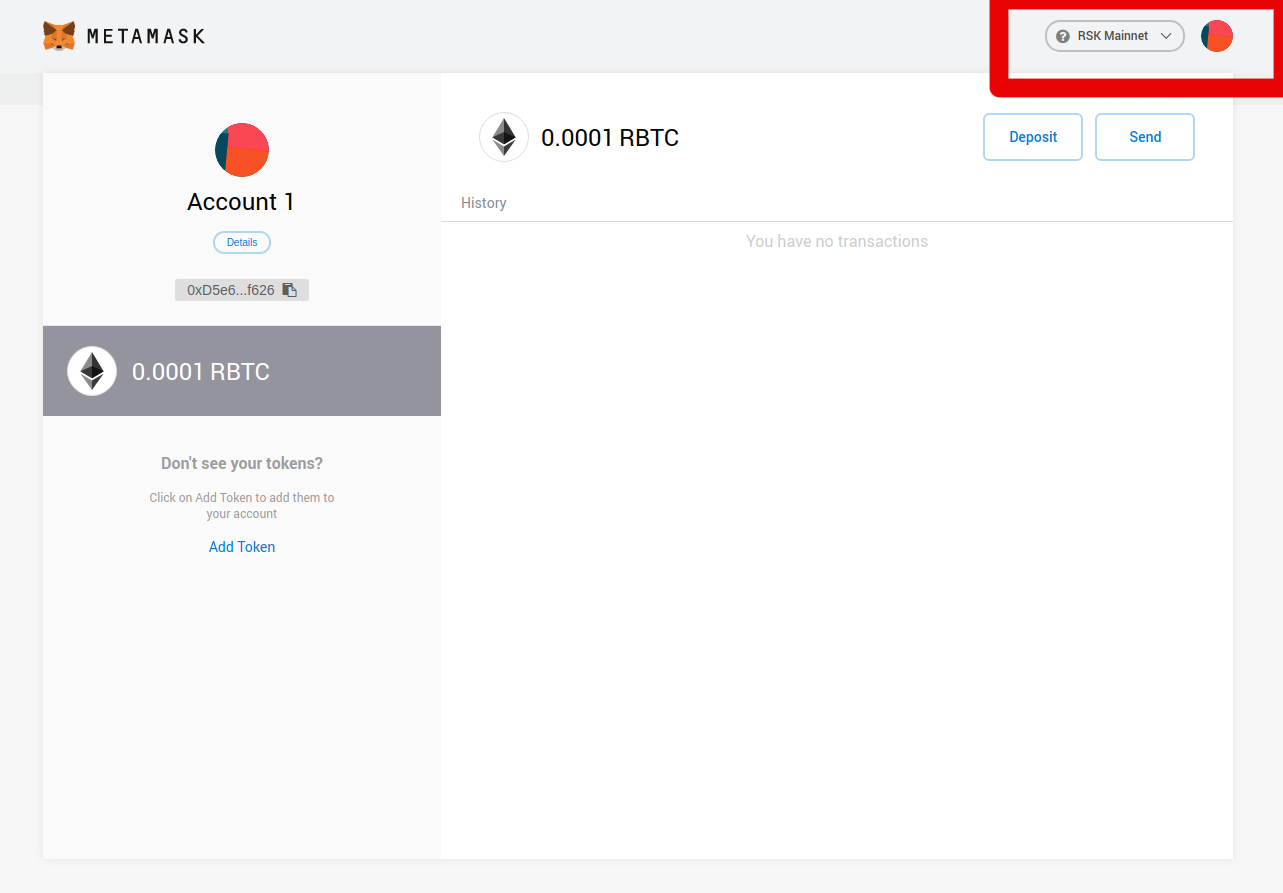 METAMASK
RSK Mainnet
Account 1
Details
0xD5e6...f626
0.0001 RBTC
Don't see your tokens?
Click on Add Token to add them to
your account
Add Token
0.0001 RBTC
Deposit
Send
History
You have no transactions